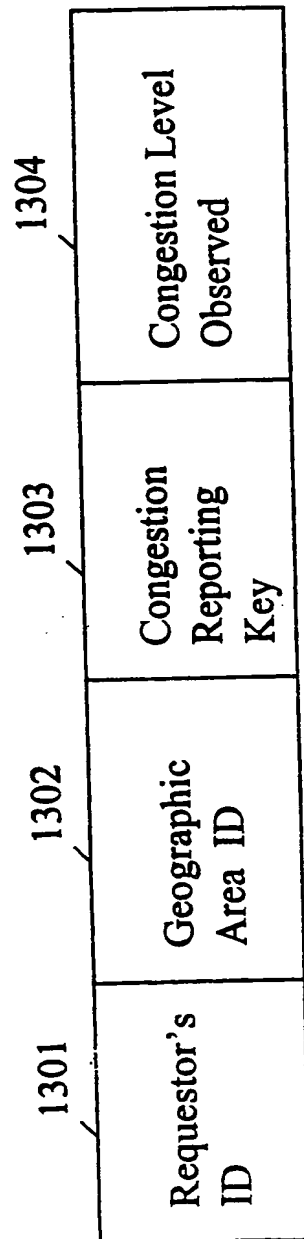 1301
1302
1303
1304
Requestor's
ID
Geographic
Area ID
Congestion
Reporting
Key
Congestion Level
Observed